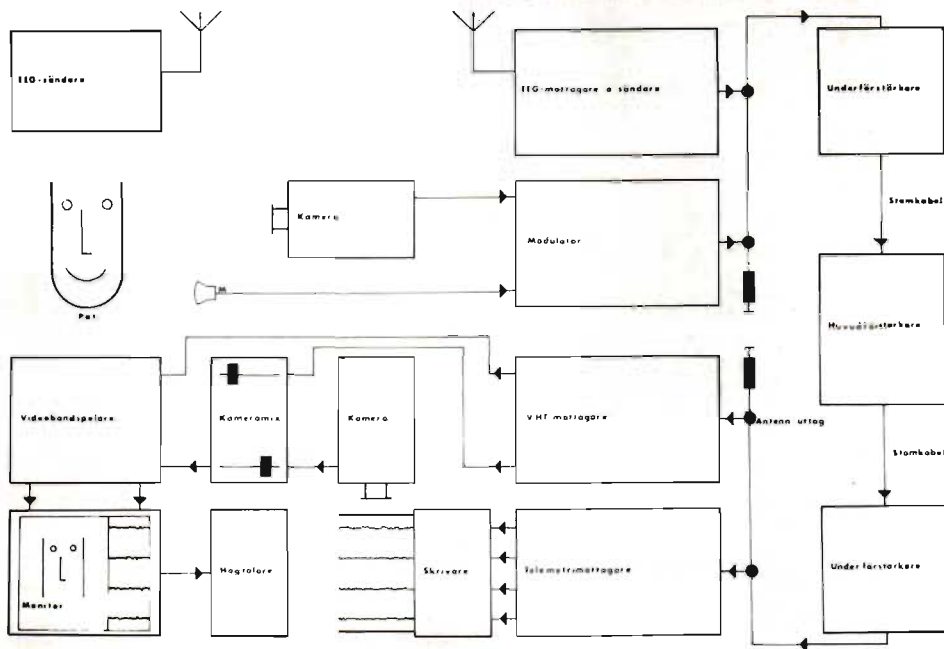 EEG-sändare
EEG-mottagare o sändare
Underförstärkare
Stamkabel
Kamera
Modulator
M
Pat
Huvudförstärkare
Videobandspelare
Kameramix
Kamera
VHF mottagare
Antenn uttag
Stamkabel
Monitor
Högtalare
Skrivare
Telemetrimottagare
Underförstärkare